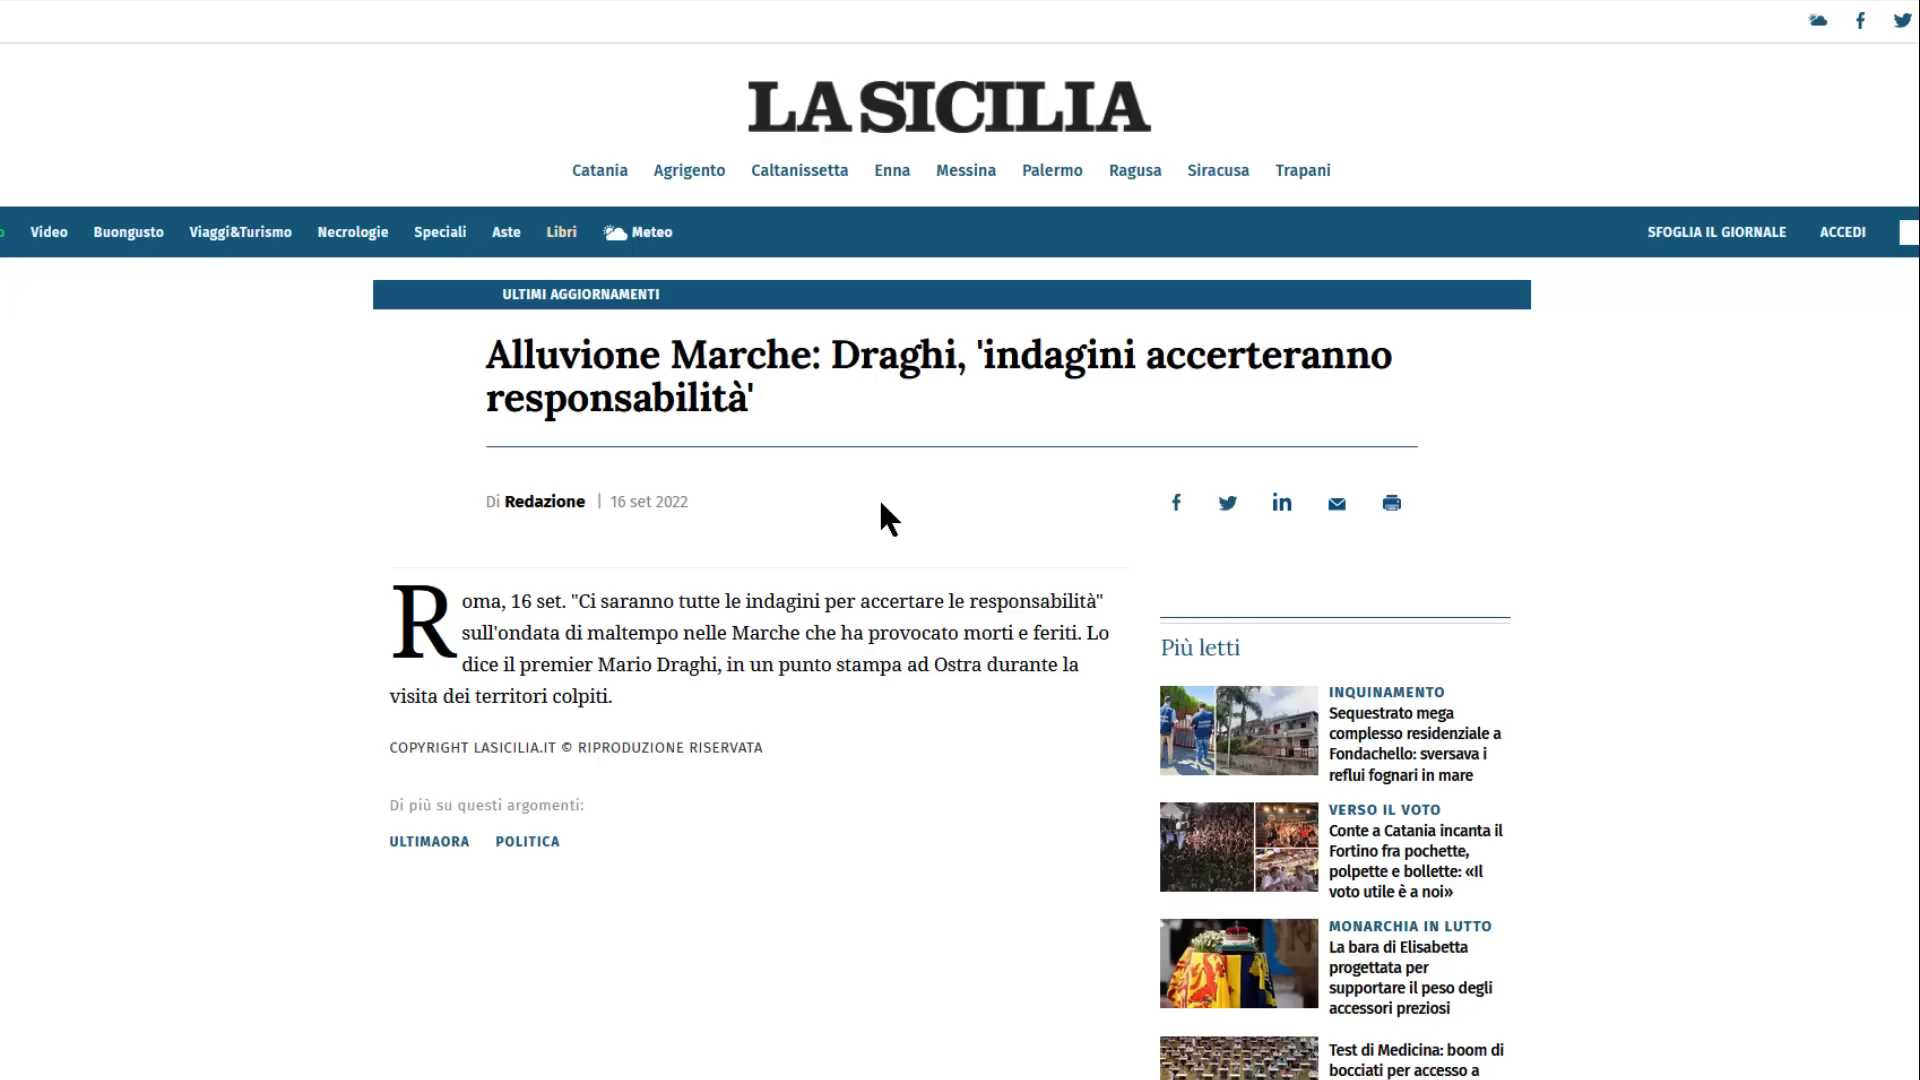 LA SICILIA
Catania Agrigento Caltanissetta Enna Messina Palermo Ragusa Siracusa Trapani
Video Buongusto Viaggi&Turismo Necrologie Speciali Aste Libri Meteo SFOGLIA IL GIORNALE ACCEDI
ULTIMI AGGIORNAMENTI
Alluvione Marche: Draghi, 'indagini accerteranno
responsabilità'
Di Redazione | 16 set 2022
Roma, 16 set. "Ci saranno tutte le indagini per accertare le responsabilità"
sull'ondata di maltempo nelle Marche che ha provocato morti e feriti. Lo
dice il premier Mario Draghi, in un punto stampa ad Ostra durante la
visita dei territori colpiti.
COPYRIGHT LASICILIA.IT © RIPRODUZIONE RISERVATA
Di più su questi argomenti:
ULTIMAORA POLITICA
Più letti
INQUINAMENTO
Sequestrato mega
complesso residenziale a
Fondachello: sversava i
reflui fognari in mare
VERSO IL VOTO
Conte a Catania incanta il
Fortino fra pochette,
polpette e bollette: «Il
voto utile è a noi»
MONARCHIA IN LUTTO
La bara di Elisabetta
progettata per
supportare il peso degli
accessori preziosi
Test di Medicina: boom di
bocciati per accesso a